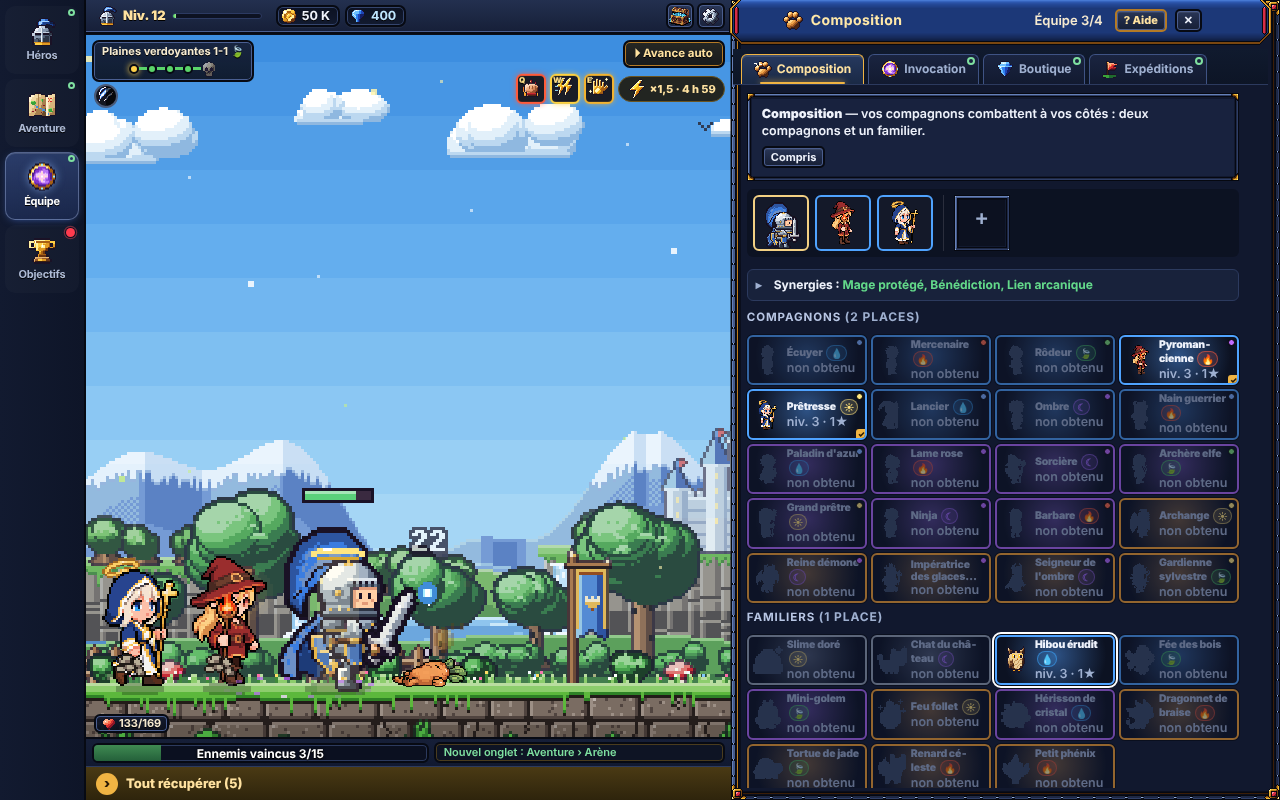 Niv. 12
50 K
400
Composition
Équipe 3/4
? Aide
×
Héros
Aventure
Équipe
Objectifs
Plaines verdoyantes 1-1
Avance auto
Q
W
E
×1,5 · 4 h 59
22
133/169
Ennemis vaincus 3/15
Nouvel onglet : Aventure › Arène
Tout récupérer (5)
Composition
Invocation
Boutique
Expéditions
Composition — vos compagnons combattent à vos côtés : deux
compagnons et un familier.
Compris
+
Synergies : Mage protégé, Bénédiction, Lien arcanique
COMPAGNONS (2 PLACES)
Écuyer
non obtenu
Mercenaire
non obtenu
Rôdeur
non obtenu
Pyroman-
cienne
niv. 3 · 1★
Prêtresse
niv. 3 · 1★
Lancier
non obtenu
Ombre
non obtenu
Nain guerrier
non obtenu
Paladin d'azur
non obtenu
Lame rose
non obtenu
Sorcière
non obtenu
Archère elfe
non obtenu
Grand prêtre
non obtenu
Ninja
non obtenu
Barbare
non obtenu
Archange
non obtenu
Reine démone
non obtenu
Impératrice
des glaces…
non obtenu
Seigneur de
l'ombre
non obtenu
Gardienne
sylvestre
non obtenu
FAMILIERS (1 PLACE)
Slime doré
non obtenu
Chat du châ-
teau
non obtenu
Hibou érudit
niv. 3 · 1★
Fée des bois
non obtenu
Mini-golem
non obtenu
Feu follet
non obtenu
Hérisson de
cristal
non obtenu
Dragonnet de
braise
non obtenu
Tortue de jade
non obtenu
Renard cé-
leste
non obtenu
Petit phénix
non obtenu